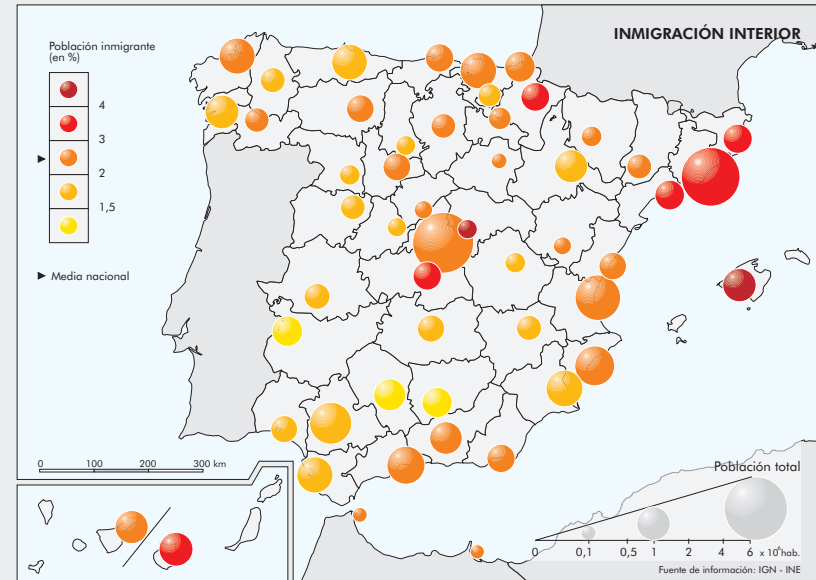 INMIGRACIÓN INTERIOR
Población inmigrante
(en %)
4
3
2
1,5
Media nacional
0 100 200 300 km
Población total
0 0,1 0,5 1 2 4 6 x 10⁶ hab.
Fuente de información: IGN - INE